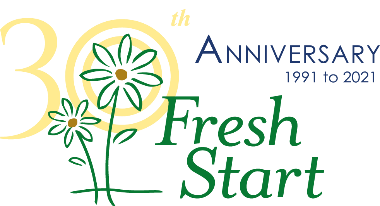 30th
ANNIVERSARY
1991 to 2021
Fresh
Start